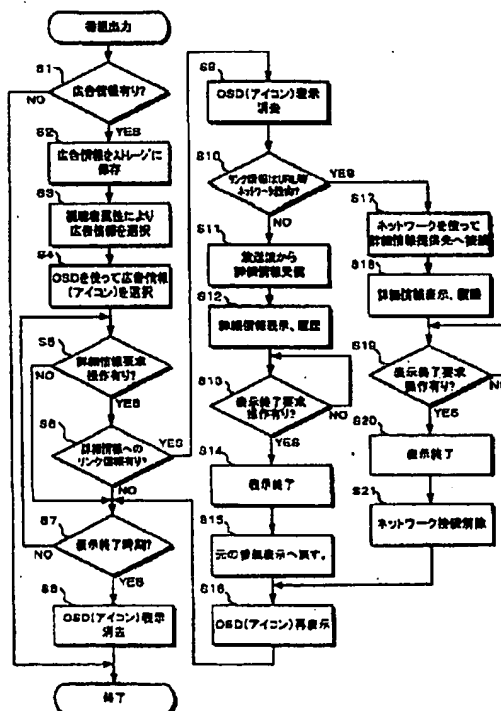 番組出力
S1
広告情報有り?
NO
YES
S2
広告情報をストレージに
保存
S3
視聴者属性により
広告情報を選択
S4
OSDを使って広告情報
(アイコン)を選択
S5
詳細情報要求
操作有り?
NO
YES
S6
詳細情報への
リンク情報有り?
YES
NO
S7
表示終了時刻?
NO
YES
S8
OSD(アイコン)表示
消去
終了
S9
OSD(アイコン)表示
消去
S10
リンク情報はURL/
ネットワーク
YES
NO
S11
放送波から
詳細情報受信
S12
詳細情報表示、
S13
表示終了要求
操作有り?
NO
YES
S14
表示終了
S15
元の番組表示へ戻す。
S16
OSD(アイコン)再表示
S17
ネットワークを使って
詳細情報提供先へ接続
S18
詳細情報表示、
S19
表示終了要求
操作有り?
NO
YES
S20
表示終了
S21
ネットワーク接続解除